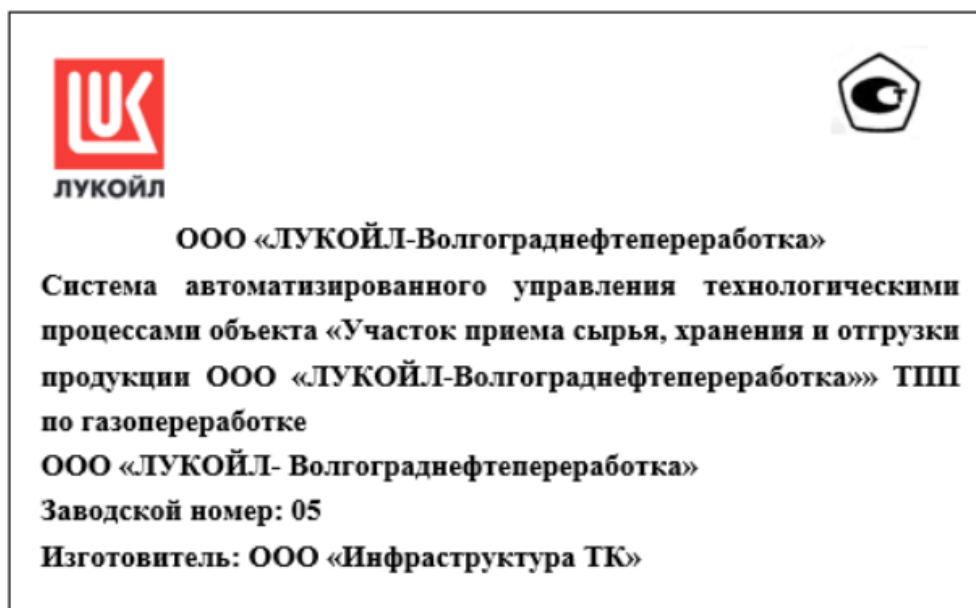 ЛУКОЙЛ
ООО «ЛУКОЙЛ-Волгограднефтепереработка»
Система автоматизированного управления технологическими
процессами объекта «Участок приема сырья, хранения и отгрузки
продукции ООО «ЛУКОЙЛ-Волгограднефтепереработка»» ТПП
по газопереработке
ООО «ЛУКОЙЛ- Волгограднефтепереработка»
Заводской номер: 05
Изготовитель: ООО «Инфраструктура ТК»